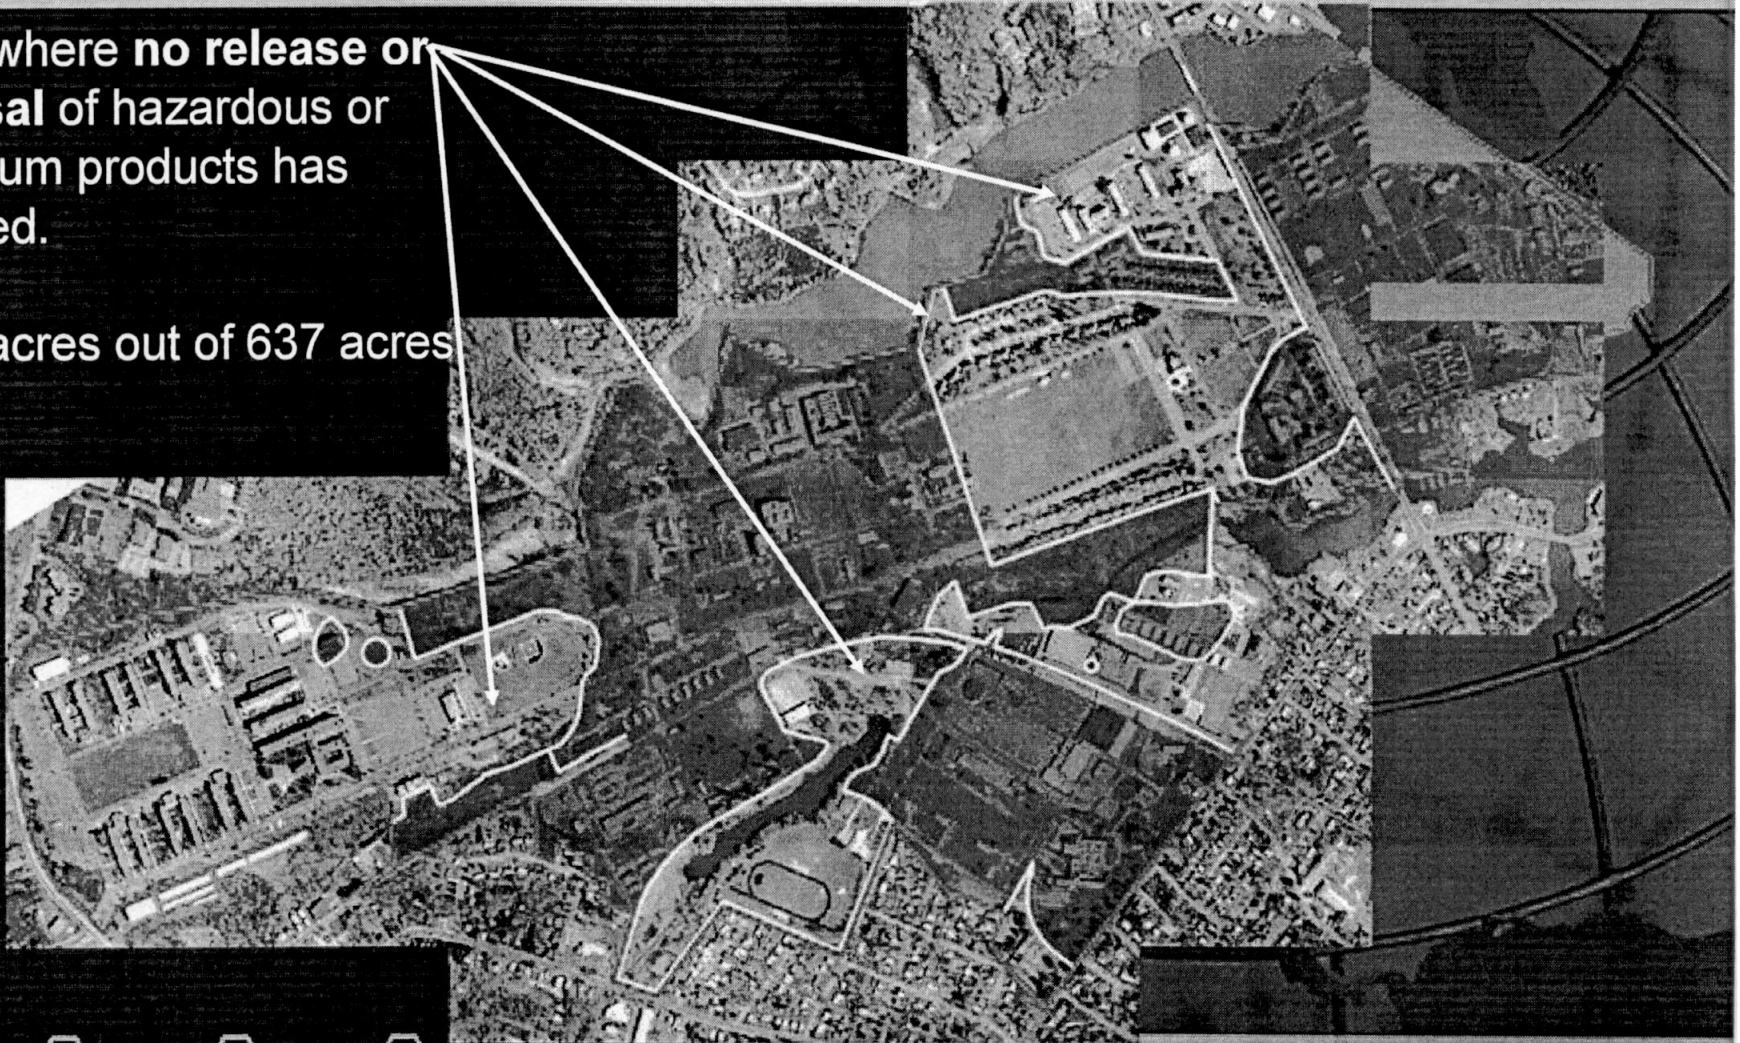 where no release or
sal of hazardous or
um products has
ed.
acres out of 637 acres